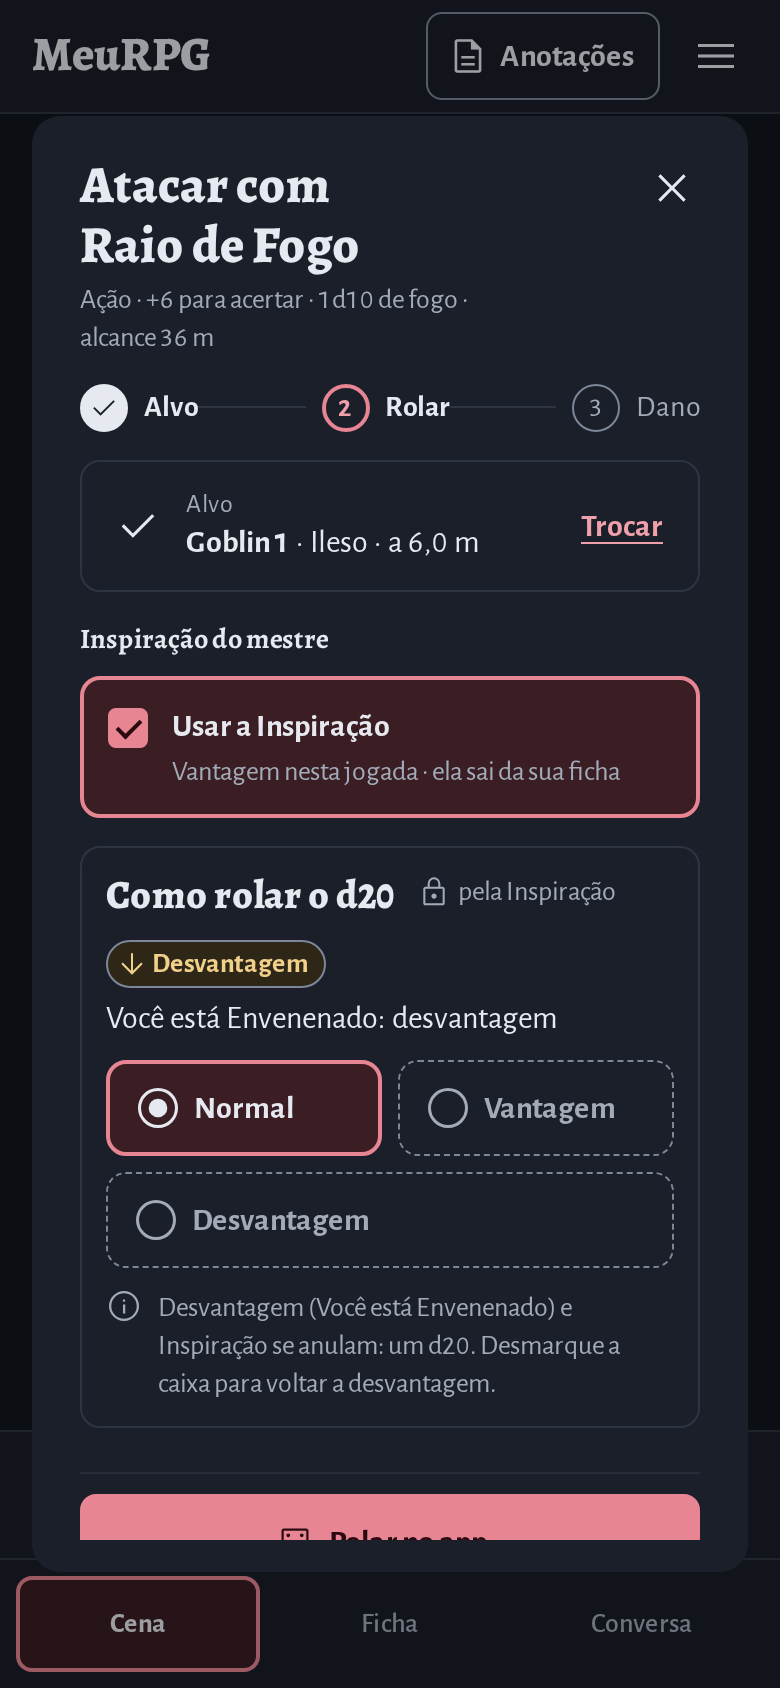 MeuRPG
Anotações
Atacar com
Raio de Fogo
Ação · +6 para acertar · 1d10 de fogo ·
alcance 36 m
Alvo
2
Rolar
3
Dano
Alvo
Goblin 1 · Ileso · a 6,0 m
Trocar
Inspiração do mestre
Usar a Inspiração
Vantagem nesta jogada · ela sai da sua ficha
Como rolar o d20
pela Inspiração
Desvantagem
Você está Envenenado: desvantagem
Normal
Vantagem
Desvantagem
Desvantagem (Você está Envenenado) e
Inspiração se anulam: um d20. Desmarque a
caixa para voltar a desvantagem.
Rolar no app
Cena
Ficha
Conversa